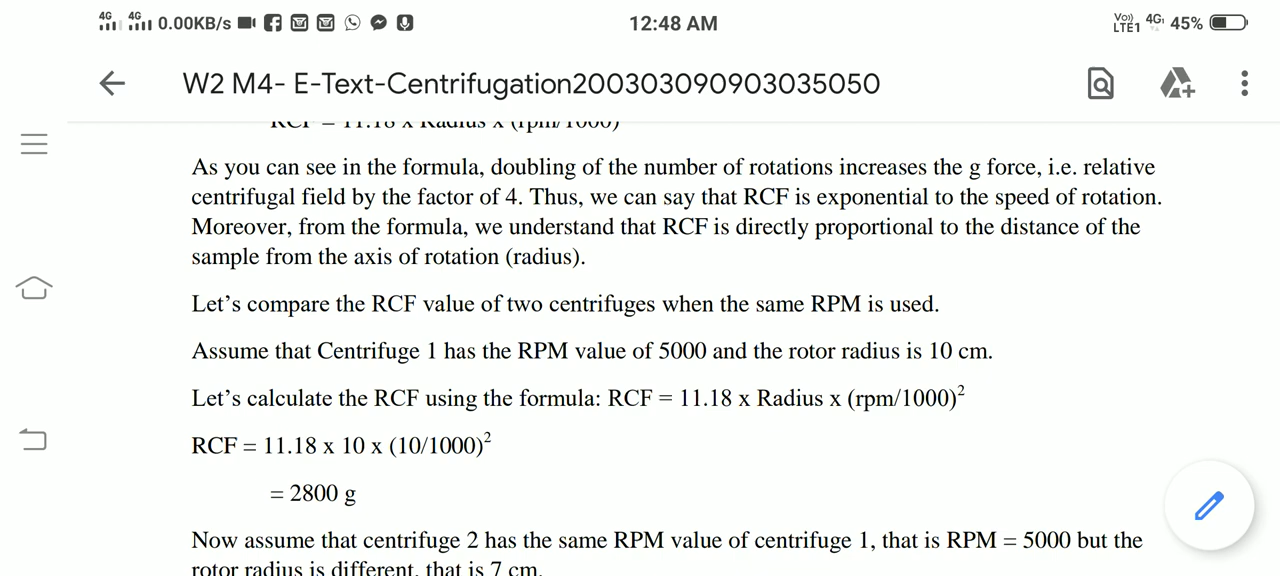 4G 4G 0.00KB/s 12:48 AM Vo)) LTE1 4G 45%
W2 M4- E-Text-Centrifugation200303090903035050
RCF = 11.18 x Radius x (rpm/1000)
As you can see in the formula, doubling of the number of rotations increases the g force, i.e. relative
centrifugal field by the factor of 4. Thus, we can say that RCF is exponential to the speed of rotation.
Moreover, from the formula, we understand that RCF is directly proportional to the distance of the
sample from the axis of rotation (radius).
Let’s compare the RCF value of two centrifuges when the same RPM is used.
Assume that Centrifuge 1 has the RPM value of 5000 and the rotor radius is 10 cm.
Let’s calculate the RCF using the formula: RCF = 11.18 x Radius x (rpm/1000)²
RCF = 11.18 x 10 x (10/1000)²
= 2800 g
Now assume that centrifuge 2 has the same RPM value of centrifuge 1, that is RPM = 5000 but the
rotor radius is different, that is 7 cm.